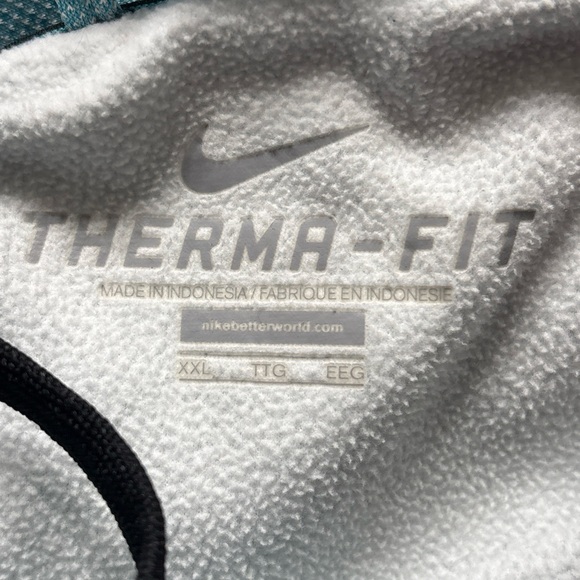 THERMA-FIT
MADE IN INDONESIA / FABRIQUE EN INDONESIE
nikebetterworld.com
XXL TTG EEG